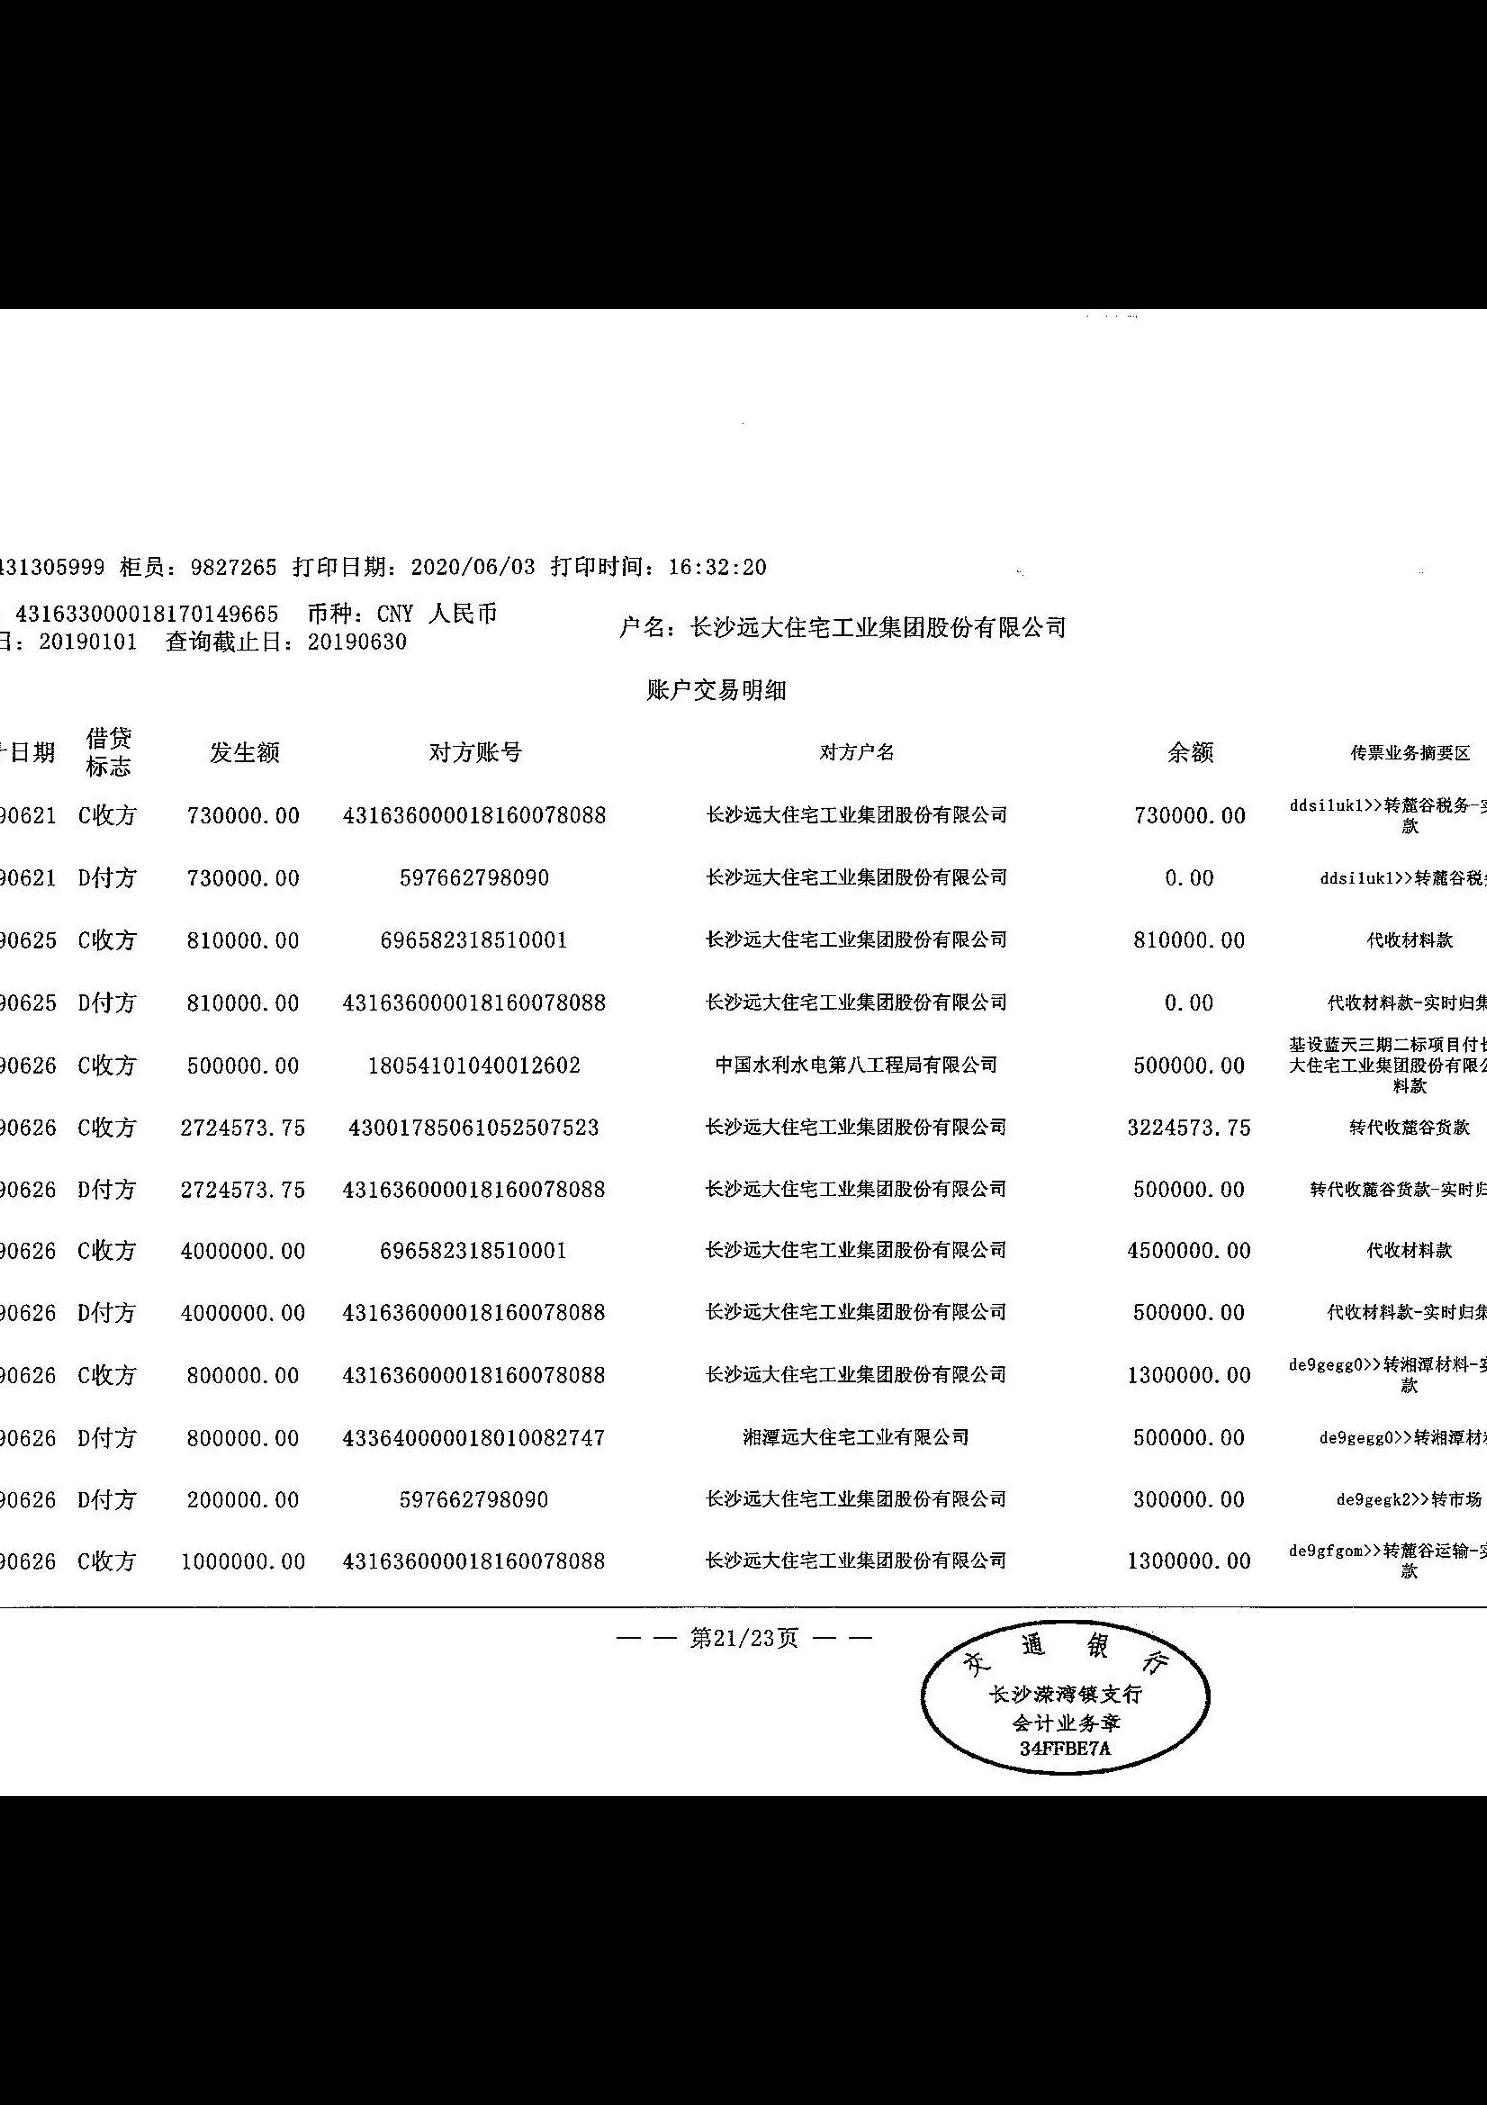 431305999 柜员：9827265 打印日期：2020/06/03 打印时间：16:32:20
431633000018170149665 币种：CNY 人民币
户名：长沙远大住宅工业集团股份有限公司
日：20190101 查询截止日：20190630
账户交易明细
日期 借贷标志 发生额 对方账号 对方户名 余额 传票业务摘要区
90621 C收方 730000.00 431636000018160078088 长沙远大住宅工业集团股份有限公司 730000.00 ddsi1uk1>>转麓谷税务-实
款
90621 D付方 730000.00 597662798090 长沙远大住宅工业集团股份有限公司 0.00 ddsi1uk1>>转麓谷税
90625 C收方 810000.00 696582318510001 长沙远大住宅工业集团股份有限公司 810000.00 代收材料款
90625 D付方 810000.00 431636000018160078088 长沙远大住宅工业集团股份有限公司 0.00 代收材料款-实时归集
基设蓝天三期二标项目付长
90626 C收方 500000.00 18054101040012602 中国水利水电第八工程局有限公司 500000.00 大住宅工业集团股份有限公
料款
90626 C收方 2724573.75 43001785061052507523 长沙远大住宅工业集团股份有限公司 3224573.75 转代收麓谷货款
90626 D付方 2724573.75 431636000018160078088 长沙远大住宅工业集团股份有限公司 500000.00 转代收麓谷货款-实时归
90626 C收方 4000000.00 696582318510001 长沙远大住宅工业集团股份有限公司 4500000.00 代收材料款
90626 D付方 4000000.00 431636000018160078088 长沙远大住宅工业集团股份有限公司 500000.00 代收材料款-实时归集
90626 C收方 800000.00 431636000018160078088 长沙远大住宅工业集团股份有限公司 1300000.00 de9gegg0>>转湘潭材料-实
款
90626 D付方 800000.00 433640000018010082747 湘潭远大住宅工业有限公司 500000.00 de9gegg0>>转湘潭材料
90626 D付方 200000.00 597662798090 长沙远大住宅工业集团股份有限公司 300000.00 de9gegk2>>转市场
90626 C收方 1000000.00 431636000018160078088 长沙远大住宅工业集团股份有限公司 1300000.00 de9gfgom>>转麓谷运输-实
款
— — 第21/23页 — —
交通银行
长沙溁湾镇支行
会计业务章
34FFBE7A